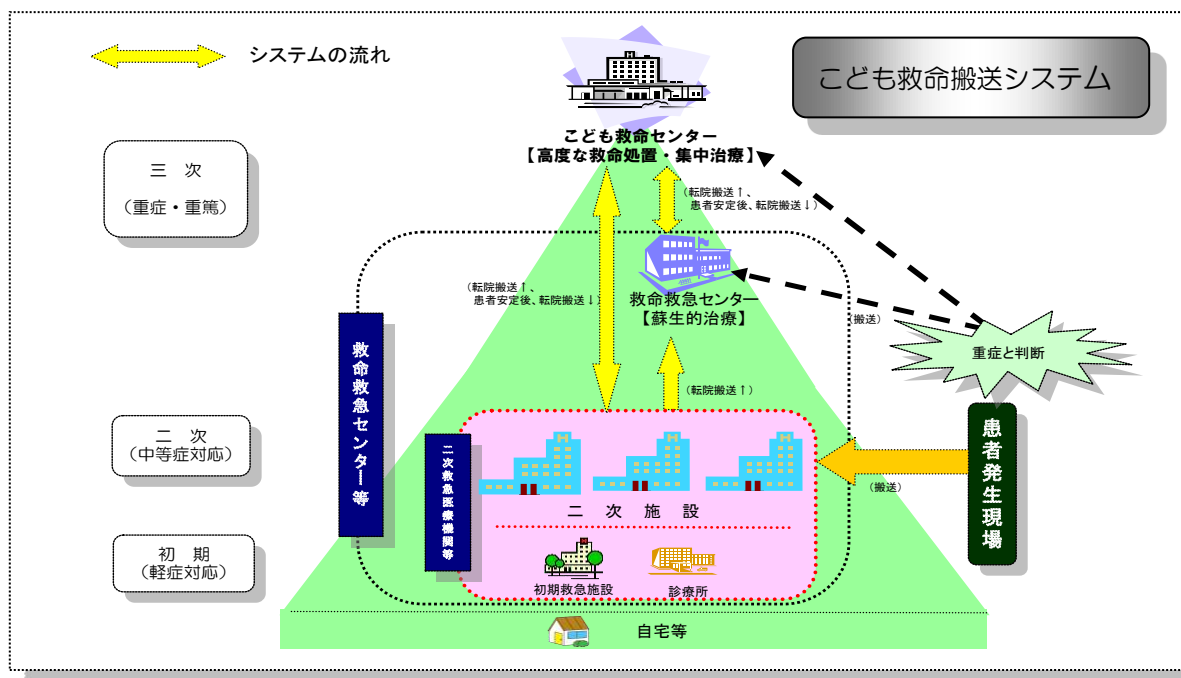 システムの流れ
こども救命搬送システム
こども救命センター
【高度な救命処置・集中治療】
三 次
(重症・重篤)
(転院搬送↑、
患者安定後、転院搬送↓)
(転院搬送↑、
患者安定後、転院搬送↓)
救命救急センター
【蘇生的治療】
(搬送)
重症と判断
救命救急センター等
(転院搬送↑)
二 次
(中等症対応)
二次救急医療機関等
患者発生現場
(搬送)
二 次 施 設
初 期
(軽症対応)
初期救急施設
診療所
自宅等